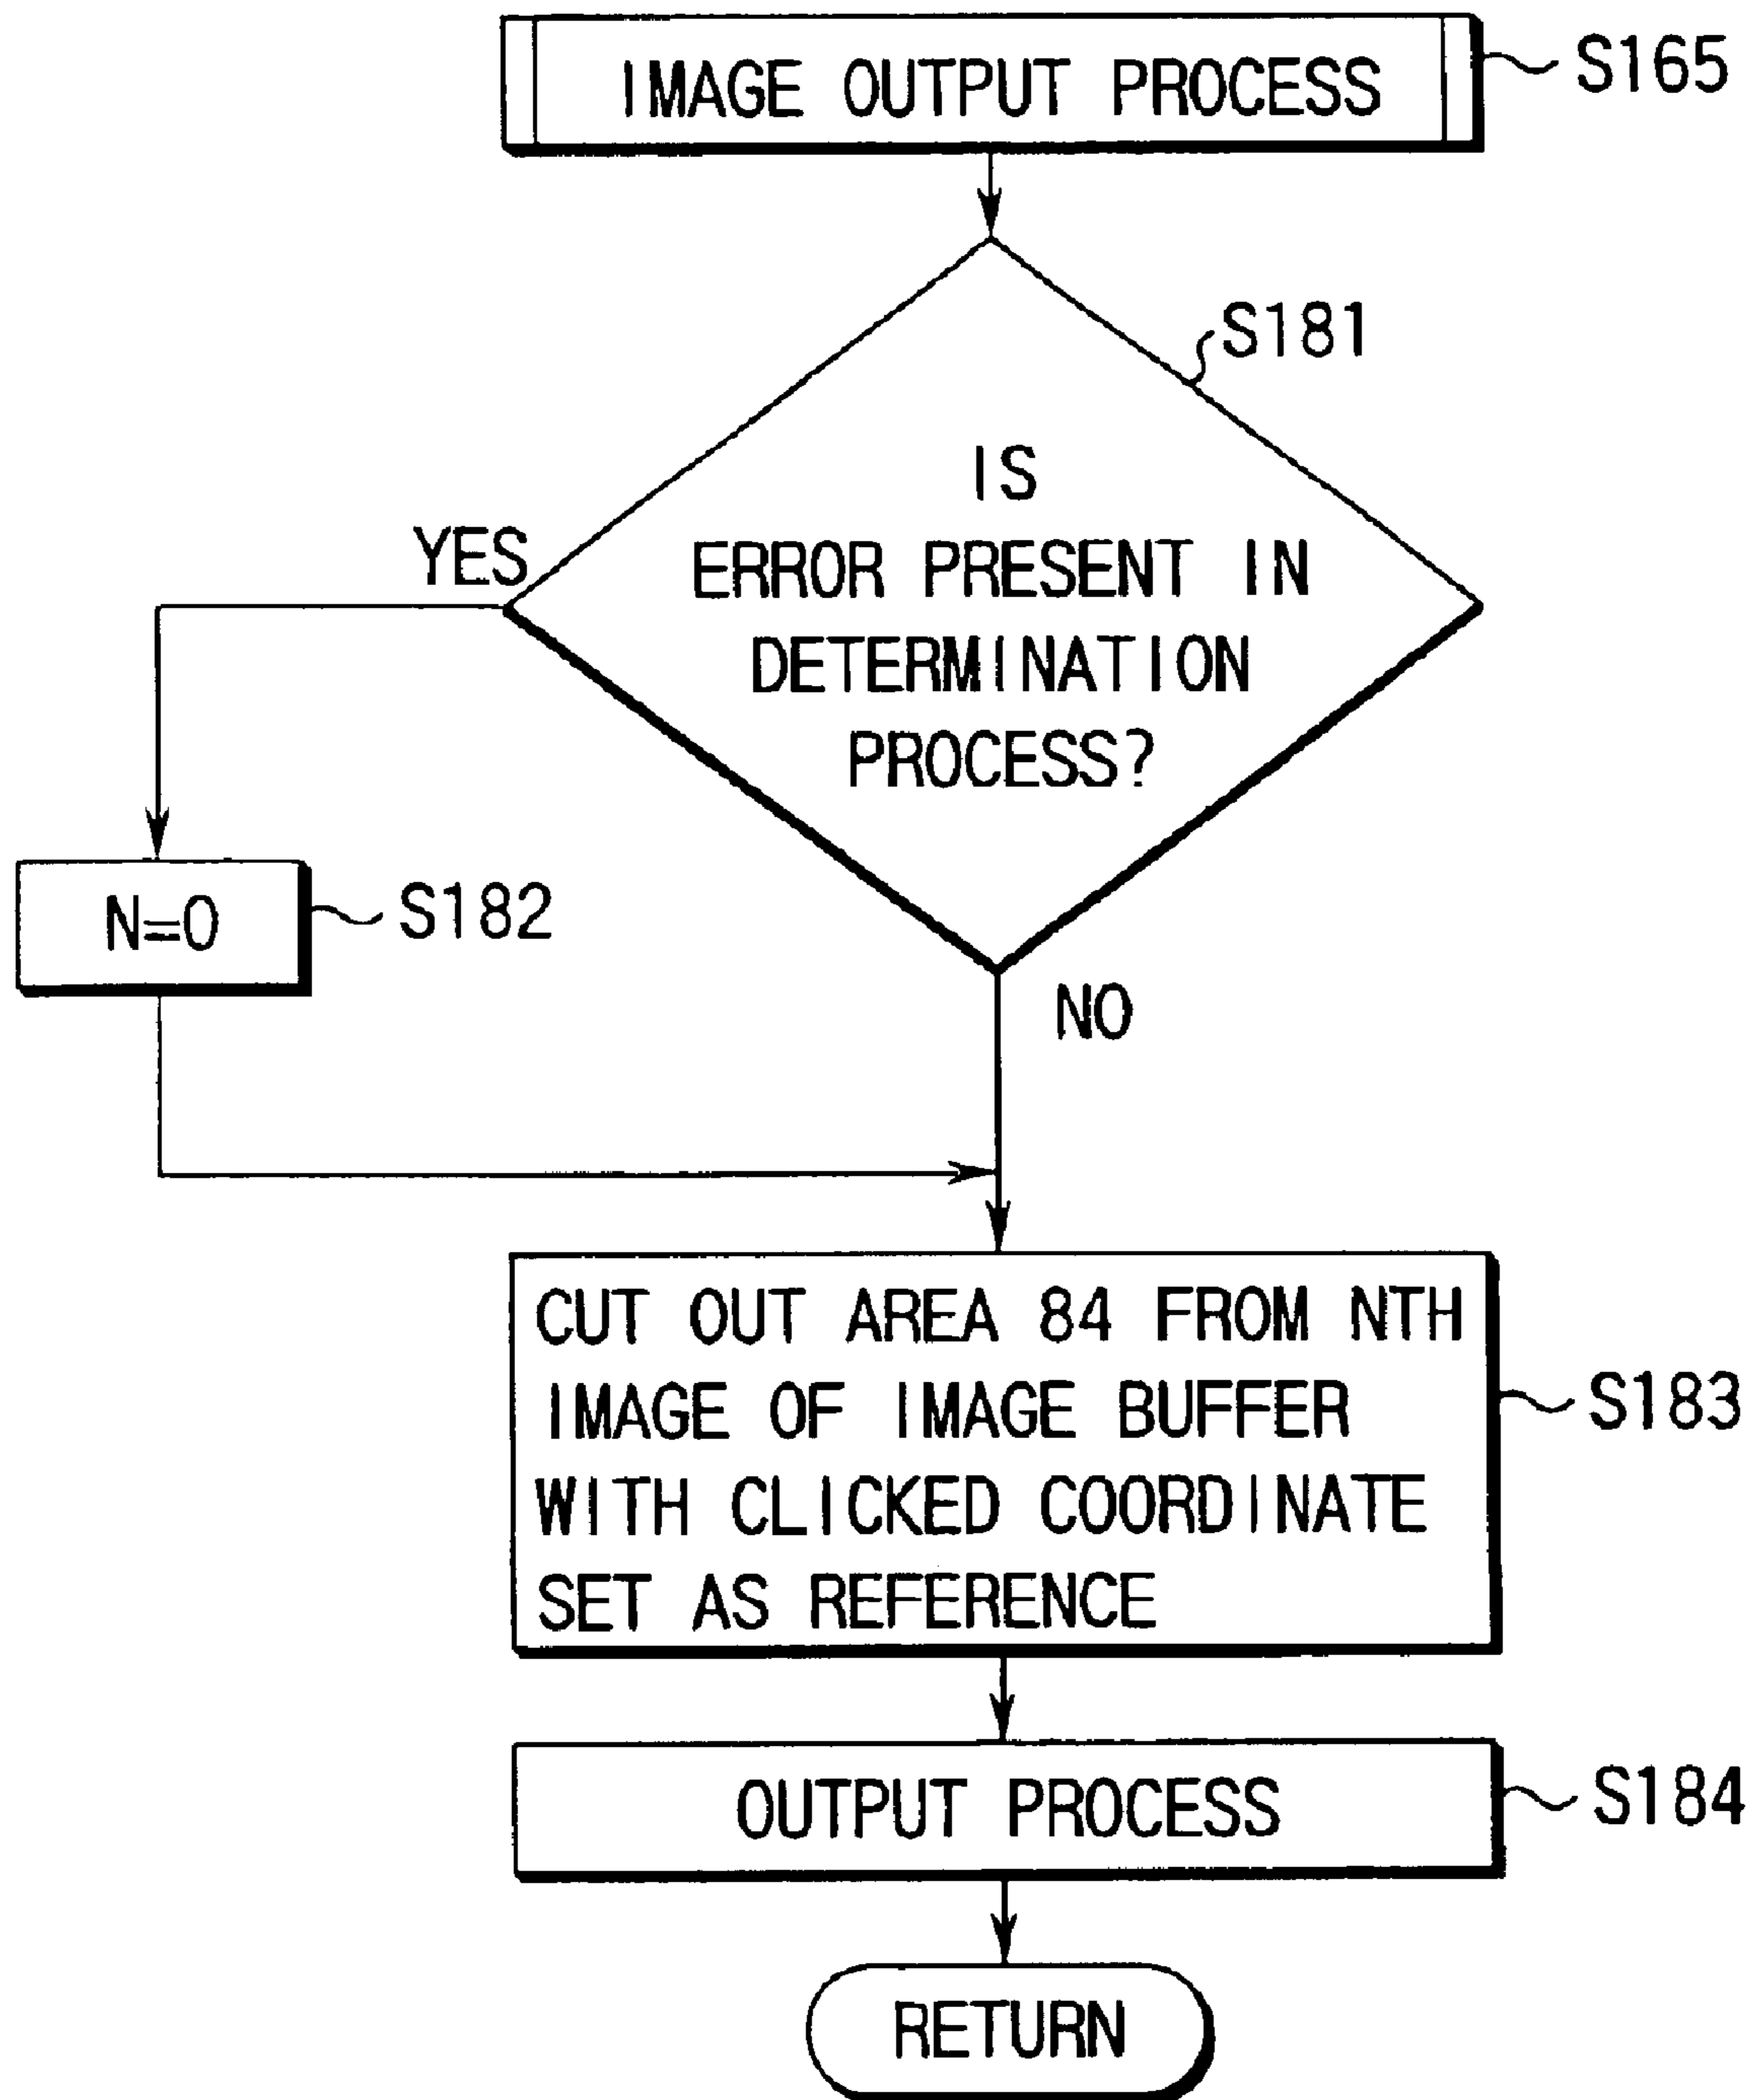 IMAGE OUTPUT PROCESS
S165
S181
IS
ERROR PRESENT IN
DETERMINATION
PROCESS?
YES
N=0
S182
NO
CUT OUT AREA 84 FROM NTH
IMAGE OF IMAGE BUFFER
WITH CLICKED COORDINATE
SET AS REFERENCE
S183
OUTPUT PROCESS
S184
RETURN